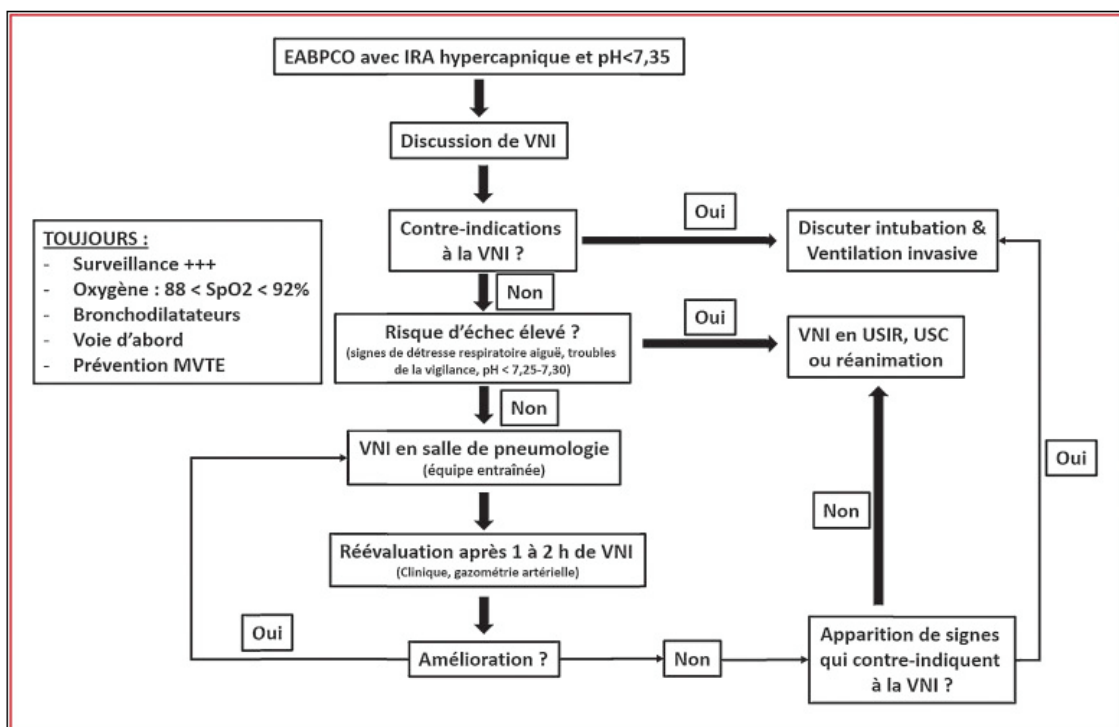 EABPCO avec IRA hypercapnique et pH<7,35
Discussion de VNI
Contre-indications
à la VNI ?
Oui
Discuter intubation &
Ventilation invasive
TOUJOURS :
- Surveillance +++
- Oxygène : 88 < SpO2 < 92%
- Bronchodilatateurs
- Voie d'abord
- Prévention MVTE
Non
Risque d'échec élevé ?
(signes de détresse respiratoire aiguë, troubles
de la vigilance, pH < 7,25-7,30)
Oui
VNI en USIR, USC
ou réanimation
Non
VNI en salle de pneumologie
(équipe entraînée)
Oui
Non
Réévaluation après 1 à 2 h de VNI
(Clinique, gazométrie artérielle)
Oui
Amélioration ?
Non
Apparition de signes
qui contre-indiquent
à la VNI ?